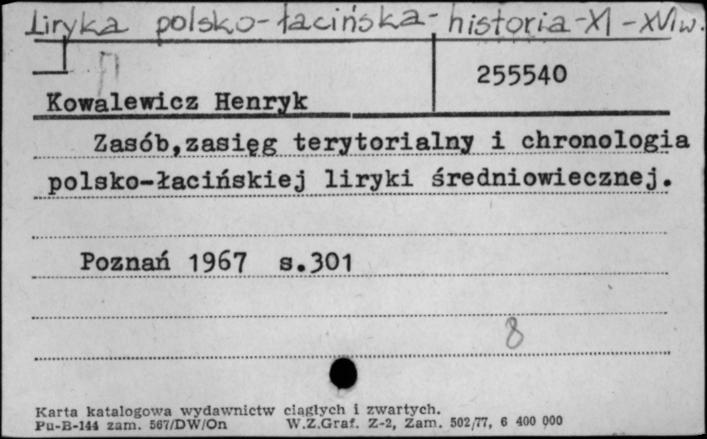 Liryka polsko-łacińska-historia-XI-XVIw.
255540
Kowalewicz Henryk
Zasób,zasięg terytorialny i chronologia
polsko-łacińskiej liryki średniowiecznej.
Poznań 1967 s.301
8
Karta katalogowa wydawnictw ciągłych i zwartych.
Pu-B-144 zam. 567/DW/On W.Z.Graf. Z-2, Zam. 502/77, 6 400 000